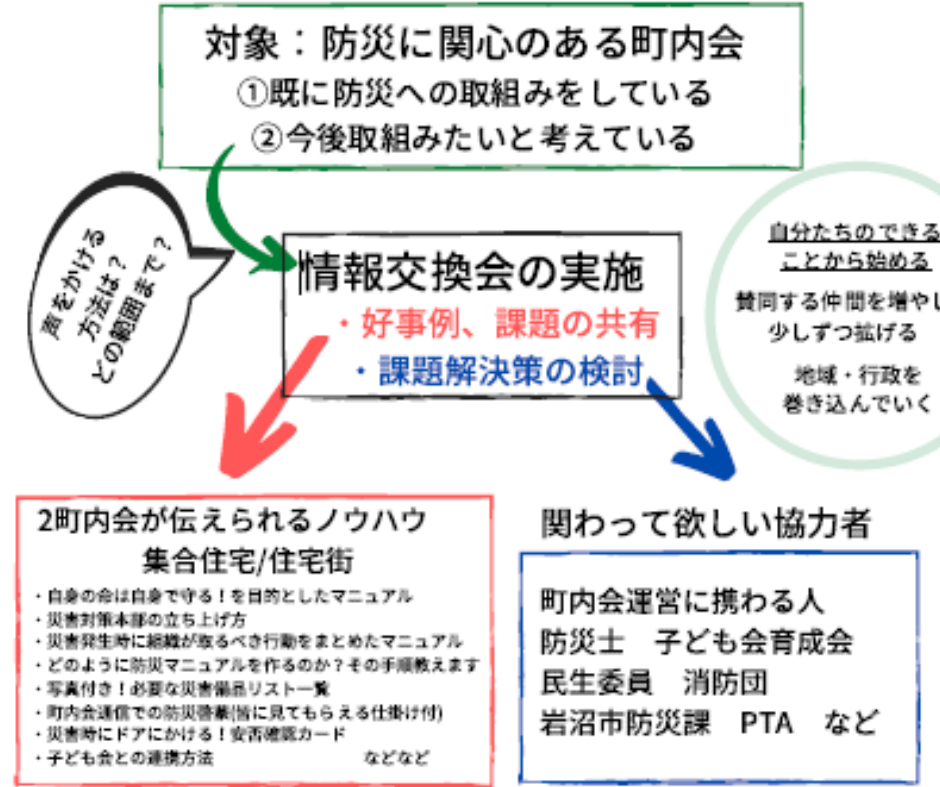 対象：防災に関心のある町内会
①既に防災への取組みをしている
②今後取組みたいと考えている
声をかける
方法は？
どの範囲まで？
情報交換会の実施
・好事例、課題の共有
・課題解決策の検討
自分たちのできる
ことから始める
賛同する仲間を増やし
少しずつ拡げる
地域・行政を
巻き込んでいく
2町内会が伝えられるノウハウ
集合住宅/住宅街
・自身の命は自身で守る！を目的としたマニュアル
・災害対策本部の立ち上げ方
・災害発生時に組織が取るべき行動をまとめたマニュアル
・どのように防災マニュアルを作るのか？その手順教えます
・写真付き！必要な災害備品リスト一覧
・町内会通信での防災啓蒙(皆に見てもらえる仕掛け付)
・災害時にドアにかける！安否確認カード
・子ども会との連携方法　などなど
関わって欲しい協力者
町内会運営に携わる人
防災士　子ども会育成会
民生委員　消防団
岩沼市防災課　PTA　など